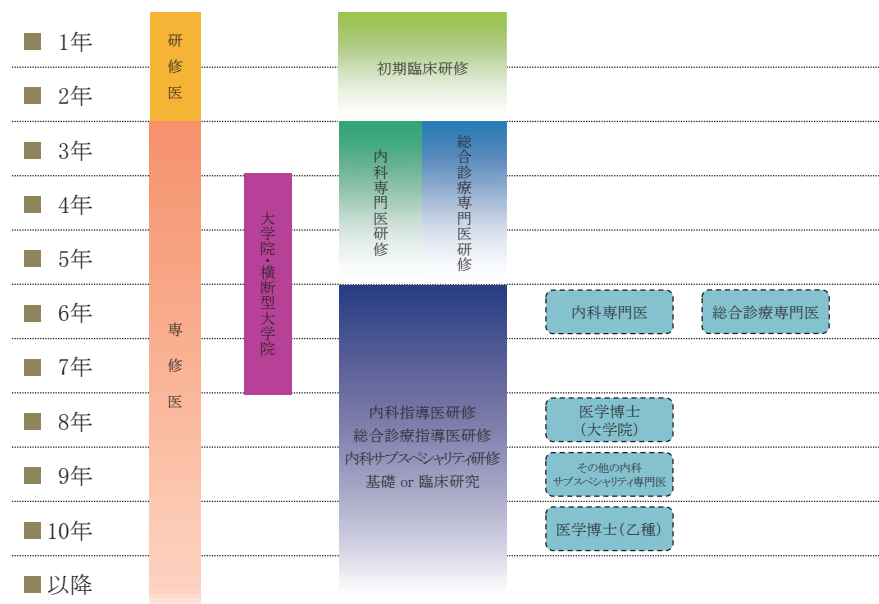 1年
2年
3年
4年
5年
6年
7年
8年
9年
10年
以降
研修医
専修医
大学院・横断型大学院
初期臨床研修
内科専門医研修
総合診療専門医研修
内科指導医研修
総合診療指導医研修
内科サブスペシャリティ研修
基礎 or 臨床研究
内科専門医
総合診療専門医
医学博士
(大学院)
その他の内科
サブスペシャリティ専門医
医学博士(乙種)